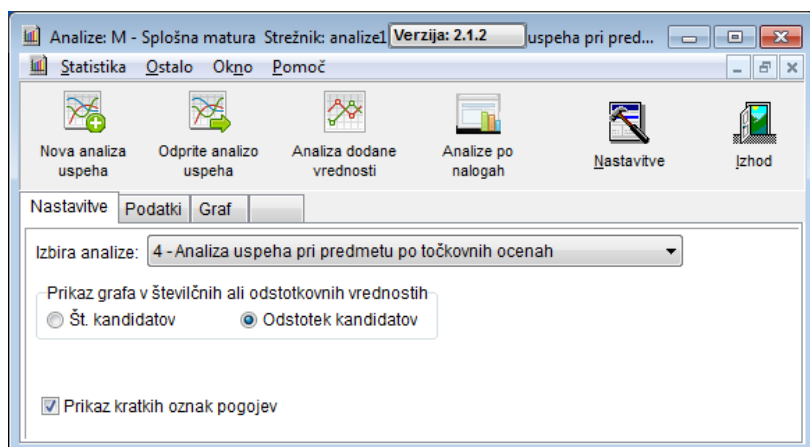 Analize: M - Splošna matura Strežnik: analize1 Verzija: 2.1.2 uspeha pri pred...
Statistika Ostalo Okno Pomoč
Nova analiza uspeha
Odprite analizo uspeha
Analiza dodane vrednosti
Analize po nalogah
Nastavitve
Izhod
Nastavitve Podatki Graf
Izbira analize: 4 - Analiza uspeha pri predmetu po točkovnih ocenah
Prikaz grafa v številčnih ali odstotkovnih vrednostih
Št. kandidatov Odstotek kandidatov
Prikaz kratkih oznak pogojev